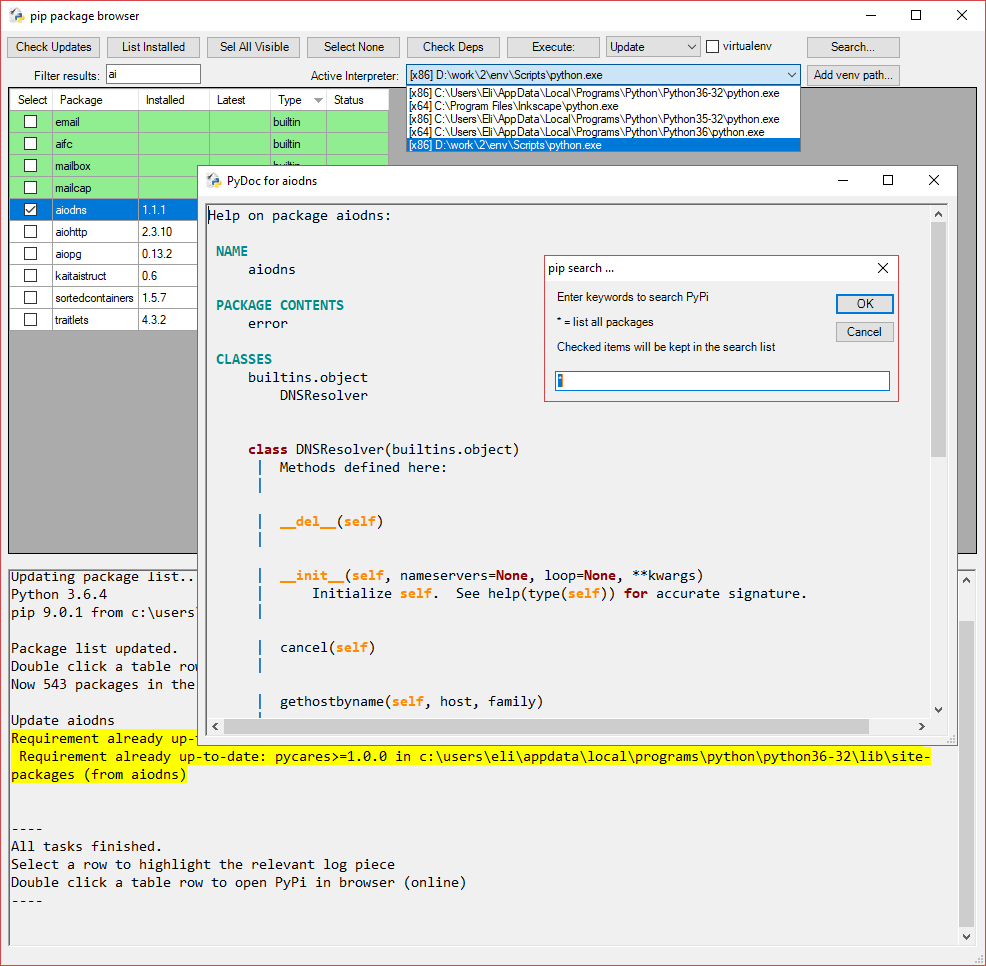 pip package browser
Check Updates List Installed Sel All Visible Select None Check Deps Execute: Update virtualenv Search...
Filter results: ai Active Interpreter: [x86] D:\work\2\env\Scripts\python.exe Add venv path...
[x86] C:\Users\Eli\AppData\Local\Programs\Python\Python36-32\python.exe
[x64] C:\Program Files\Inkscape\python.exe
[x86] C:\Users\Eli\AppData\Local\Programs\Python\Python35-32\python.exe
[x64] C:\Users\Eli\AppData\Local\Programs\Python\Python36\python.exe
[x86] D:\work\2\env\Scripts\python.exe
Select Package Installed Latest Type Status
email builtin
aifc builtin
mailbox builtin
mailcap
aiodns 1.1.1
aiohttp 2.3.10
aiopg 0.13.2
kaitaistruct 0.6
sortedcontainers 1.5.7
traitlets 4.3.2
PyDoc for aiodns
Help on package aiodns:
NAME
aiodns
PACKAGE CONTENTS
error
CLASSES
builtins.object
DNSResolver
class DNSResolver(builtins.object)
| Methods defined here:
|
| __del__(self)
|
| __init__(self, nameservers=None, loop=None, **kwargs)
| Initialize self.  See help(type(self)) for accurate signature.
|
| cancel(self)
|
| gethostbyname(self, host, family)
pip search ...
Enter keywords to search PyPi
* = list all packages
Checked items will be kept in the search list
*
OK
Cancel
Updating package list..
Python 3.6.4
pip 9.0.1 from c:\users\
Package list updated.
Double click a table row
Now 543 packages in the
Update aiodns
Requirement already up-t
Requirement already up-to-date: pycares>=1.0.0 in c:\users\eli\appdata\local\programs\python\python36-32\lib\site-
packages (from aiodns)
----
All tasks finished.
Select a row to highlight the relevant log piece
Double click a table row to open PyPi in browser (online)
----